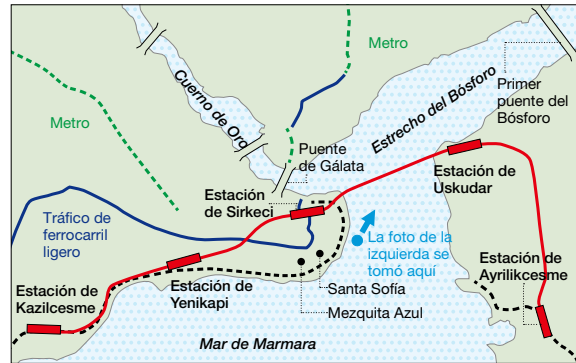 Metro
Cuerno de Oro
Estrecho del Bósforo
Primer
puente del
Bósforo
Metro
Puente
de Gálata
Estación
de Sirkeci
Estación de
Uskudar
Tráfico de
ferrocarril
ligero
La foto de la
izquierda se
tomó aquí
Estación de
Kazilcesme
Estación de
Yenikapi
Santa Sofía
Mezquita Azul
Estación de
Ayrilikcesme
Mar de Marmara